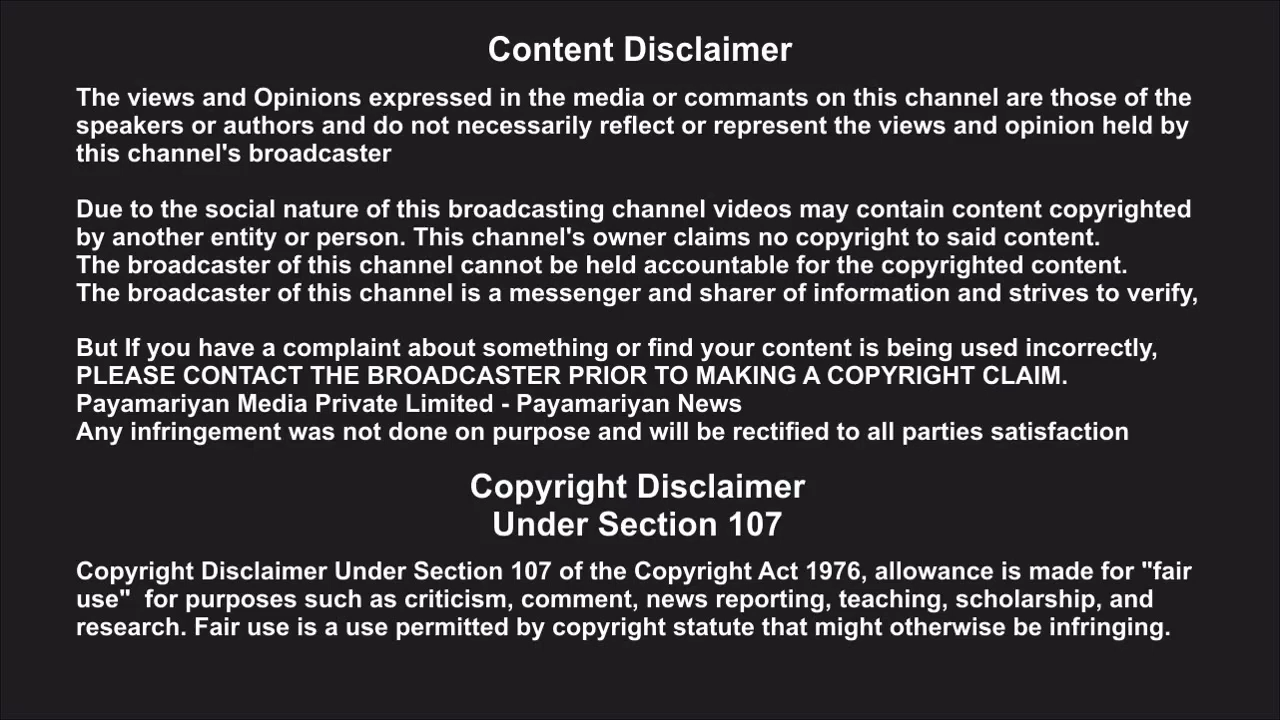 Content Disclaimer
The views and Opinions expressed in the media or commants on this channel are those of the
speakers or authors and do not necessarily reflect or represent the views and opinion held by
this channel's broadcaster
Due to the social nature of this broadcasting channel videos may contain content copyrighted
by another entity or person. This channel's owner claims no copyright to said content.
The broadcaster of this channel cannot be held accountable for the copyrighted content.
The broadcaster of this channel is a messenger and sharer of information and strives to verify,
But If you have a complaint about something or find your content is being used incorrectly,
PLEASE CONTACT THE BROADCASTER PRIOR TO MAKING A COPYRIGHT CLAIM.
Payamariyan Media Private Limited - Payamariyan News
Any infringement was not done on purpose and will be rectified to all parties satisfaction
Copyright Disclaimer
Under Section 107
Copyright Disclaimer Under Section 107 of the Copyright Act 1976, allowance is made for "fair
use"  for purposes such as criticism, comment, news reporting, teaching, scholarship, and
research. Fair use is a use permitted by copyright statute that might otherwise be infringing.